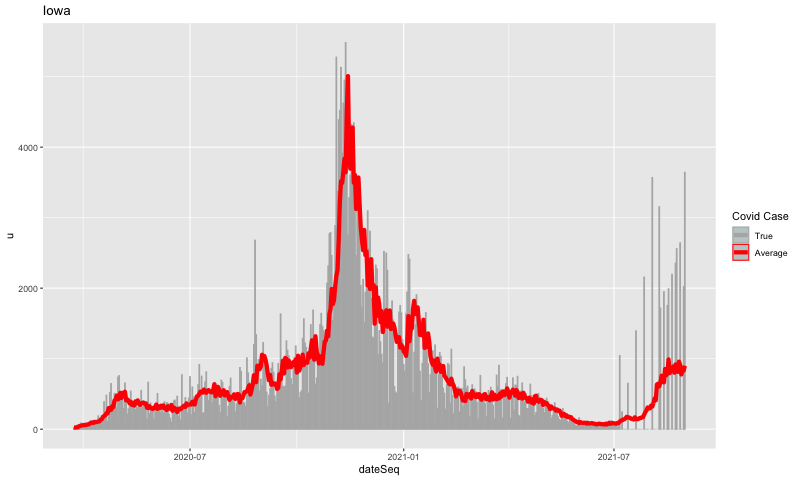 Iowa
4000
2000
0
u
2020-07
2021-01
2021-07
dateSeq
Covid Case
True
Average